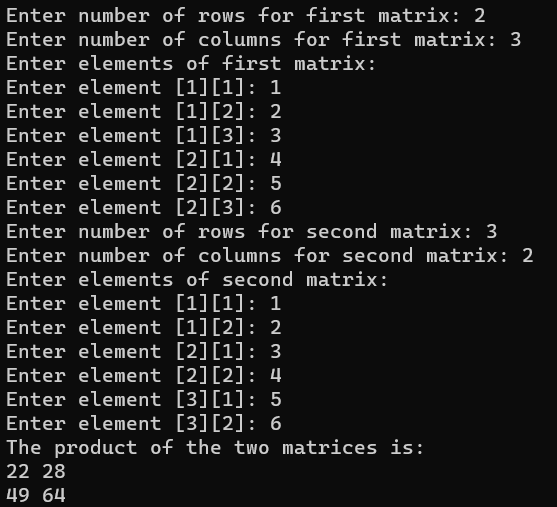 Enter number of rows for first matrix: 2
Enter number of columns for first matrix: 3
Enter elements of first matrix:
Enter element [1][1]: 1
Enter element [1][2]: 2
Enter element [1][3]: 3
Enter element [2][1]: 4
Enter element [2][2]: 5
Enter element [2][3]: 6
Enter number of rows for second matrix: 3
Enter number of columns for second matrix: 2
Enter elements of second matrix:
Enter element [1][1]: 1
Enter element [1][2]: 2
Enter element [2][1]: 3
Enter element [2][2]: 4
Enter element [3][1]: 5
Enter element [3][2]: 6
The product of the two matrices is:
22 28
49 64